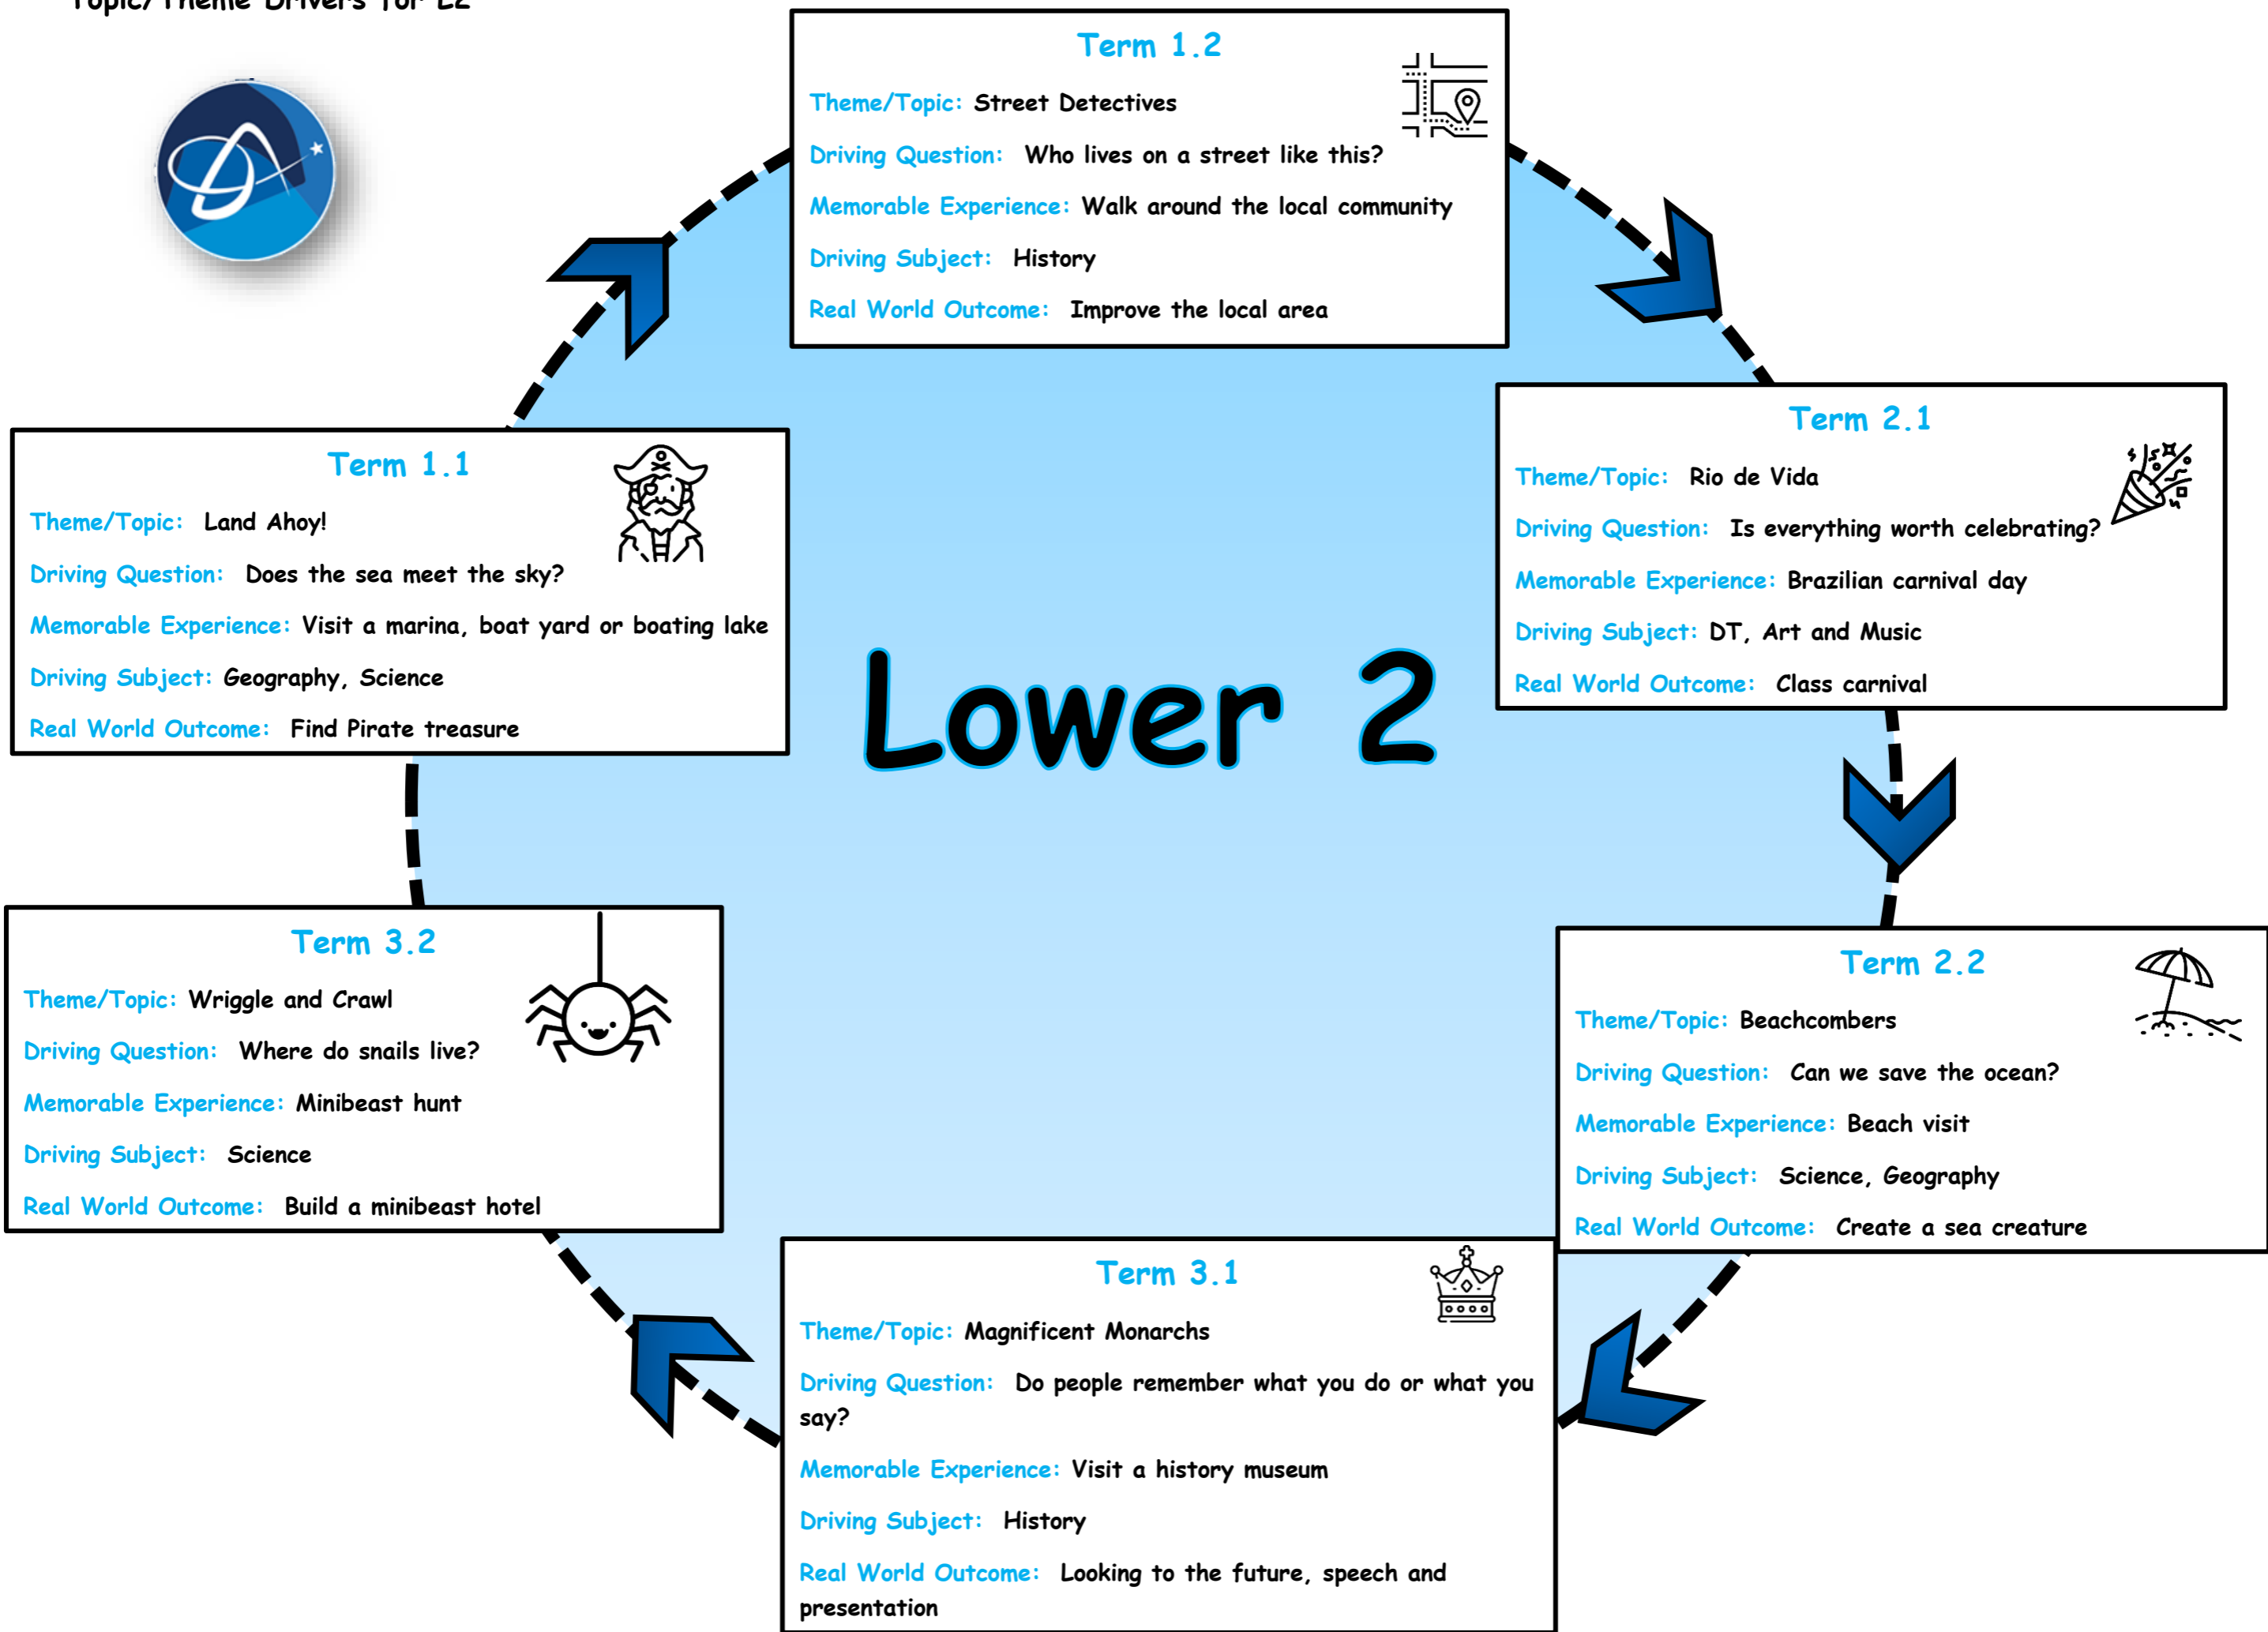 Topic/Theme Drivers for L2
Term 1.2
Theme/Topic: Street Detectives
Driving Question: Who lives on a street like this?
Memorable Experience: Walk around the local community
Driving Subject: History
Real World Outcome: Improve the local area
Term 2.1
Theme/Topic: Rio de Vida
Driving Question: Is everything worth celebrating?
Memorable Experience: Brazilian carnival day
Driving Subject: DT, Art and Music
Real World Outcome: Class carnival
Term 1.1
Theme/Topic: Land Ahoy!
Driving Question: Does the sea meet the sky?
Memorable Experience: Visit a marina, boat yard or boating lake
Driving Subject: Geography, Science
Real World Outcome: Find Pirate treasure
Lower 2
Term 3.2
Theme/Topic: Wriggle and Crawl
Driving Question: Where do snails live?
Memorable Experience: Minibeast hunt
Driving Subject: Science
Real World Outcome: Build a minibeast hotel
Term 2.2
Theme/Topic: Beachcombers
Driving Question: Can we save the ocean?
Memorable Experience: Beach visit
Driving Subject: Science, Geography
Real World Outcome: Create a sea creature
Term 3.1
Theme/Topic: Magnificent Monarchs
Driving Question: Do people remember what you do or what you
say?
Memorable Experience: Visit a history museum
Driving Subject: History
Real World Outcome: Looking to the future, speech and
presentation